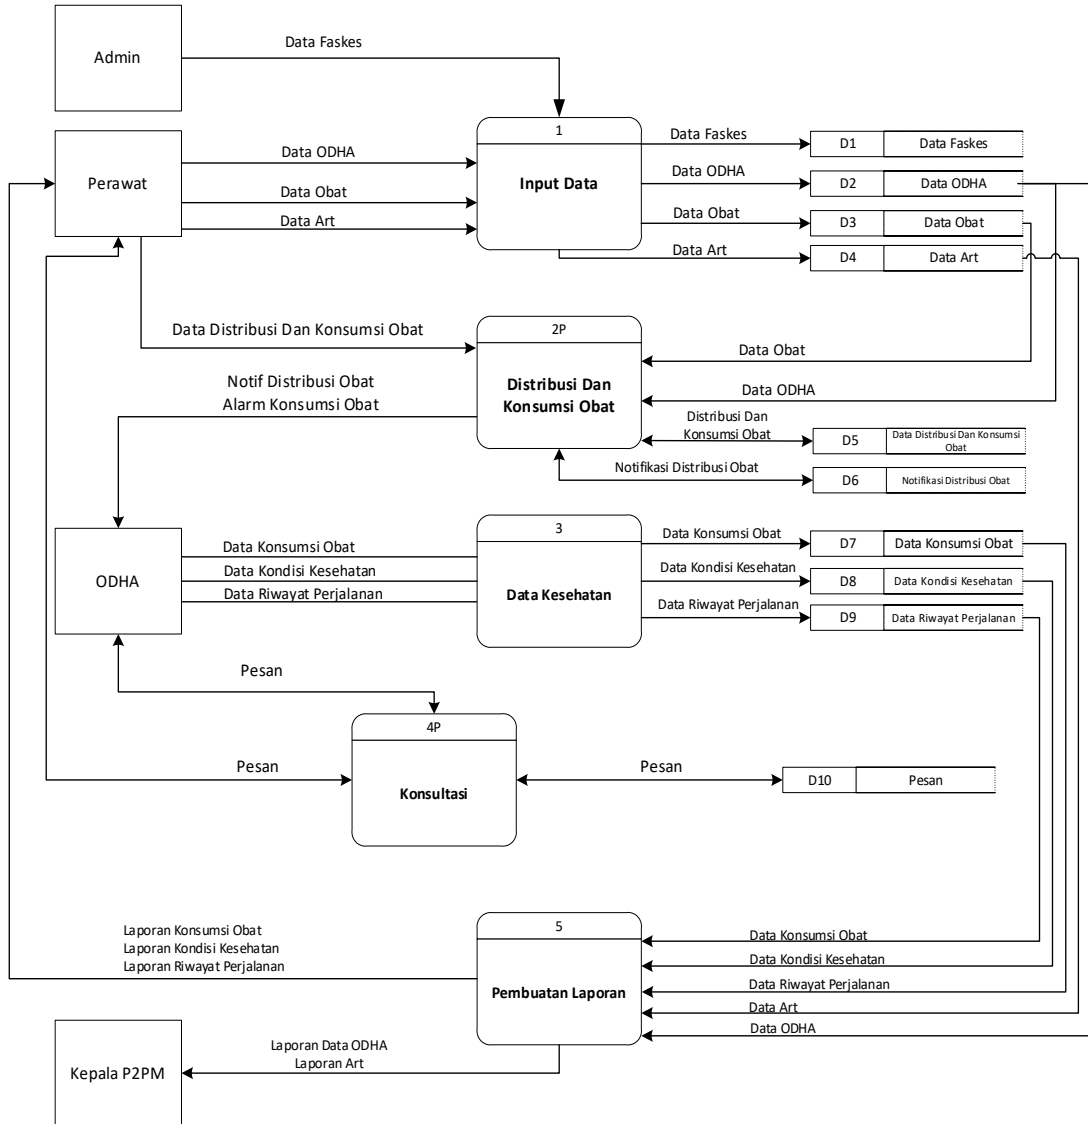 Admin
Data Faskes
1
Input Data
Perawat
Data ODHA
Data Obat
Data Art
Data Faskes
D1
Data Faskes
Data ODHA
D2
Data ODHA
Data Obat
D3
Data Obat
Data Art
D4
Data Art
Data Distribusi Dan Konsumsi Obat
2P
Distribusi Dan
Konsumsi Obat
Data Obat
Data ODHA
Notif Distribusi Obat
Alarm Konsumsi Obat
Distribusi Dan
Konsumsi Obat
D5
Data Distribusi Dan Konsumsi
Obat
Notifikasi Distribusi Obat
D6
Notifikasi Distribusi Obat
ODHA
Data Konsumsi Obat
Data Kondisi Kesehatan
Data Riwayat Perjalanan
3
Data Kesehatan
Data Konsumsi Obat
D7
Data Konsumsi Obat
Data Kondisi Kesehatan
D8
Data Kondisi Kesehatan
Data Riwayat Perjalanan
D9
Data Riwayat Perjalanan
Pesan
4P
Konsultasi
Pesan
Pesan
D10
Pesan
Laporan Konsumsi Obat
Laporan Kondisi Kesehatan
Laporan Riwayat Perjalanan
5
Pembuatan Laporan
Data Konsumsi Obat
Data Kondisi Kesehatan
Data Riwayat Perjalanan
Data Art
Data ODHA
Laporan Data ODHA
Laporan Art
Kepala P2PM